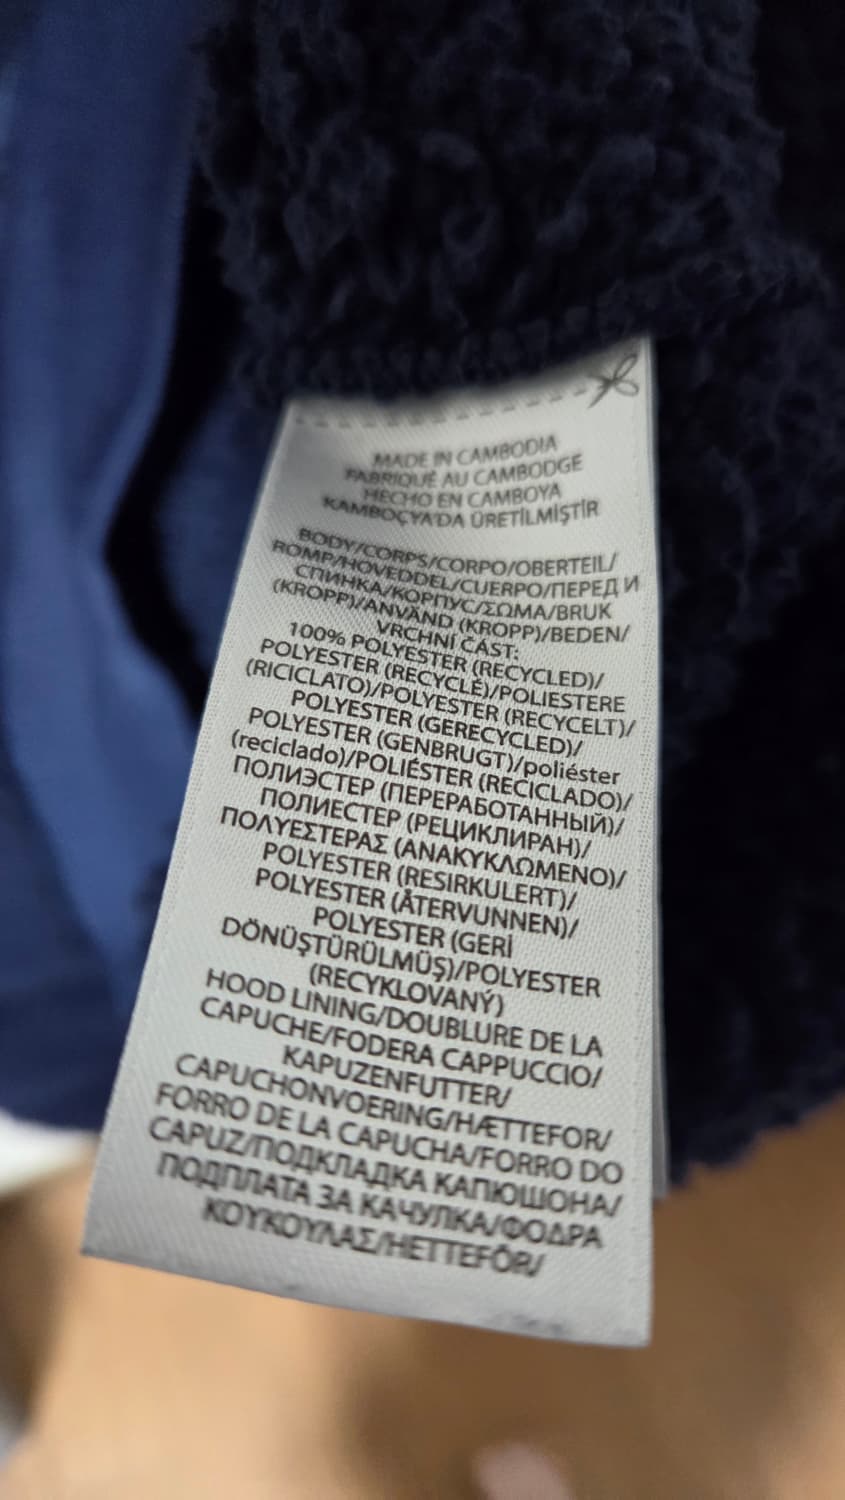 MADE IN CAMBODIA
FABRIQUÉ AU CAMBODGE
HECHO EN CAMBOYA
KAMBOÇYA'DA ÜRETİLMİŞTİR
BODY/CORPS/CORPO/OBERTEIL/
ROMP/HOVEDDEL/CUERPO/ПЕРЕД И
СПИНКА/КОРПУС/ΣΩΜΑ/BRUK
(KROPP)/ANVÄND (KROPP)/BEDEN/
VRCHNÍ ČÁST:
100% POLYESTER (RECYCLED)/
POLYESTER (RECYCLÉ)/POLIESTERE
(RICICLATO)/POLYESTER (RECYCELT)/
POLYESTER (GERECYCLED)/
POLYESTER (GENBRUGT)/poliéster
(reciclado)/POLIÉSTER (RECICLADO)/
ПОЛИЭСТЕР (ПЕРЕРАБОТАННЫЙ)/
ПОЛИЕСТЕР (РЕЦИКЛИРАН)/
ΠΟΛΥΕΣΤΕΡΑΣ (ΑΝΑΚΥΚΛΩΜΕΝΟ)/
POLYESTER (RESIRKULERT)/
POLYESTER (ÅTERVUNNEN)/
POLYESTER (GERİ
DÖNÜŞTÜRÜLMÜŞ)/POLYESTER
(RECYKLOVANÝ)
HOOD LINING/DOUBLURE DE LA
CAPUCHE/FODERA CAPPUCCIO/
KAPUZENFUTTER/
CAPUCHONVOERING/HÆTTEFOR/
FORRO DE LA CAPUCHA/FORRO DO
CAPUZ/ПОДКЛАДКА КАПЮШОНА/
ПОДПЛАТА ЗА КАЧУЛКА/ΦΟΔΡΑ
ΚΟΥΚΟΥΛΑΣ/HETTEFÔR/